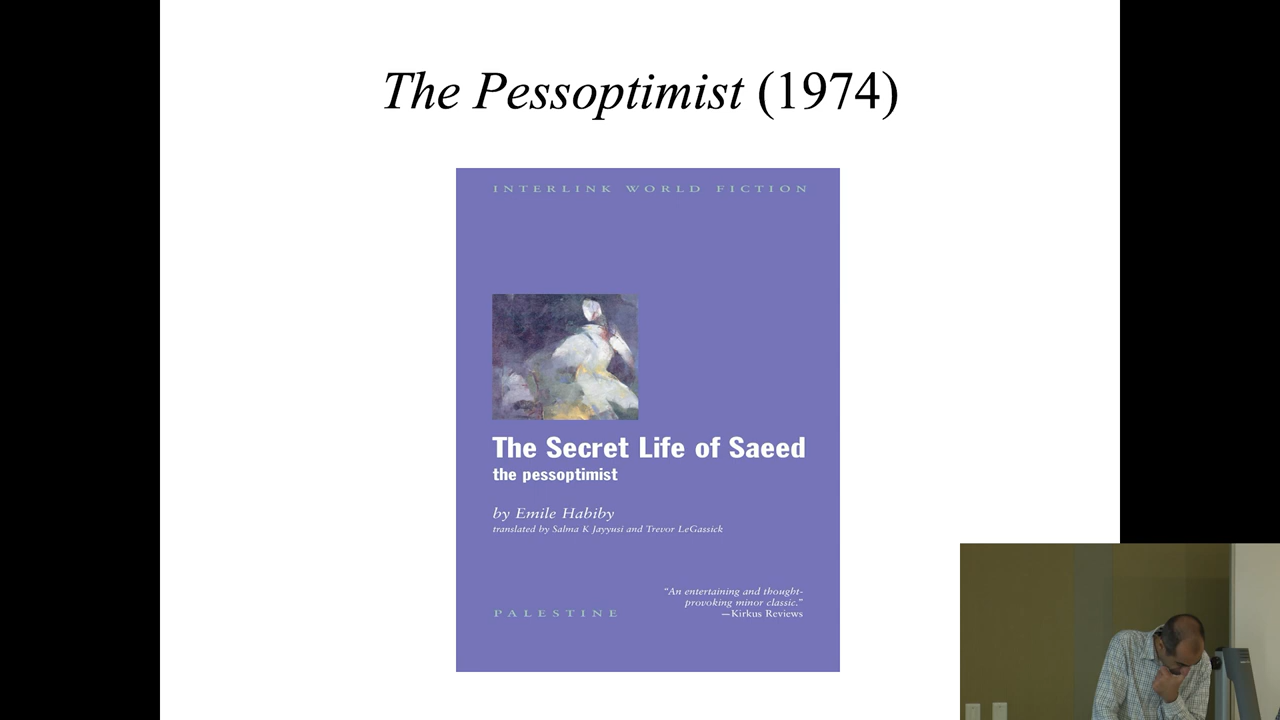 The Pessoptimist (1974)
INTERLINK WORLD FICTION
The Secret Life of Saeed
the pessoptimist
by Emile Habiby
translated by Salma K Jayyusi and Trevor LeGassick
“An entertaining and thought-
provoking minor classic.”
—Kirkus Reviews
PALESTINE